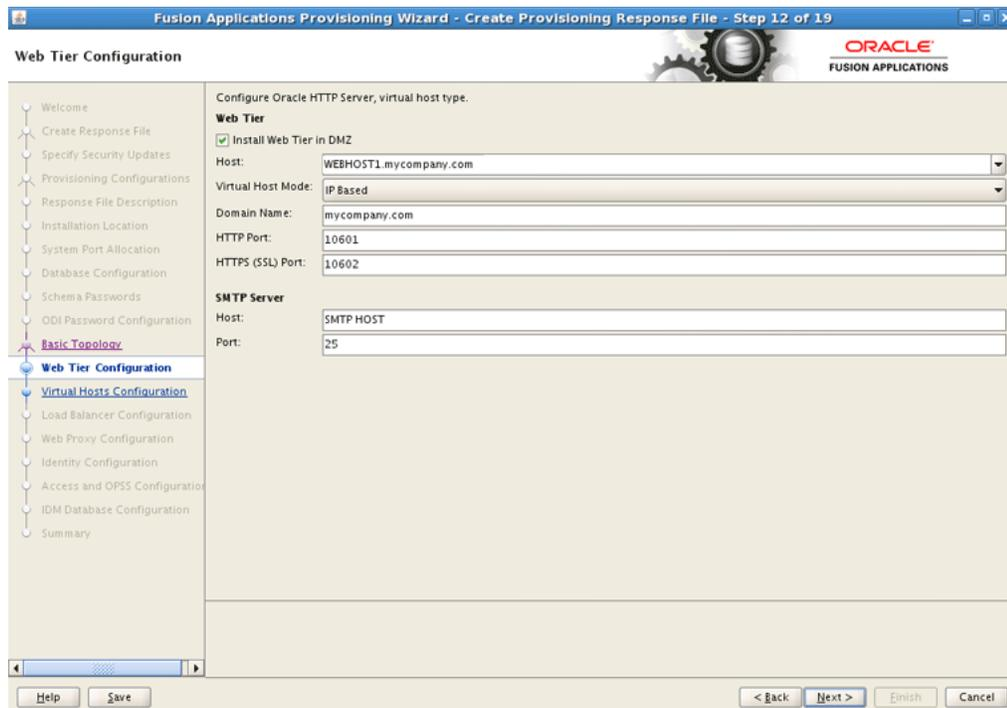 Fusion Applications Provisioning Wizard - Create Provisioning Response File - Step 12 of 19
Web Tier Configuration
ORACLE
FUSION APPLICATIONS
Welcome
Create Response File
Specify Security Updates
Provisioning Configurations
Response File Description
Installation Location
System Port Allocation
Database Configuration
Schema Passwords
ODI Password Configuration
Basic Topology
Web Tier Configuration
Virtual Hosts Configuration
Load Balancer Configuration
Web Proxy Configuration
Identity Configuration
Access and OPSS Configuration
IDM Database Configuration
Summary
Configure Oracle HTTP Server, virtual host type.
Web Tier
Install Web Tier in DMZ
Host: WEBHOST1.mycompany.com
Virtual Host Mode: IP Based
Domain Name: mycompany.com
HTTP Port: 10601
HTTPS (SSL) Port: 10602
SMTP Server
Host: SMTP HOST
Port: 25
Help Save < Back Next > Finish Cancel